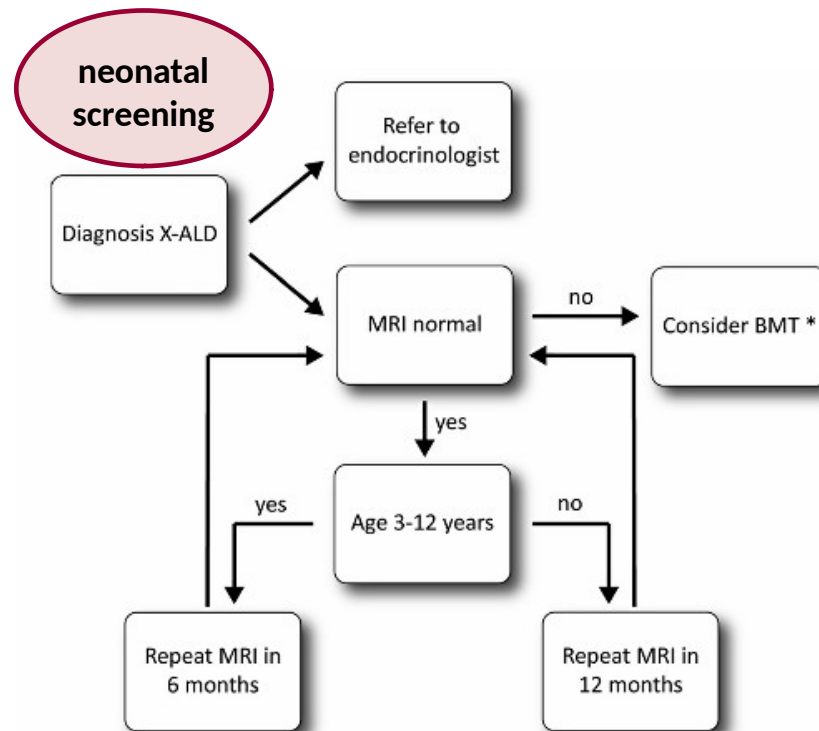 neonatal
screening
Refer to
endocrinologist
Diagnosis X-ALD
MRI normal
no
Consider BMT *
yes
Age 3-12 years
yes
no
Repeat MRI in
6 months
Repeat MRI in
12 months